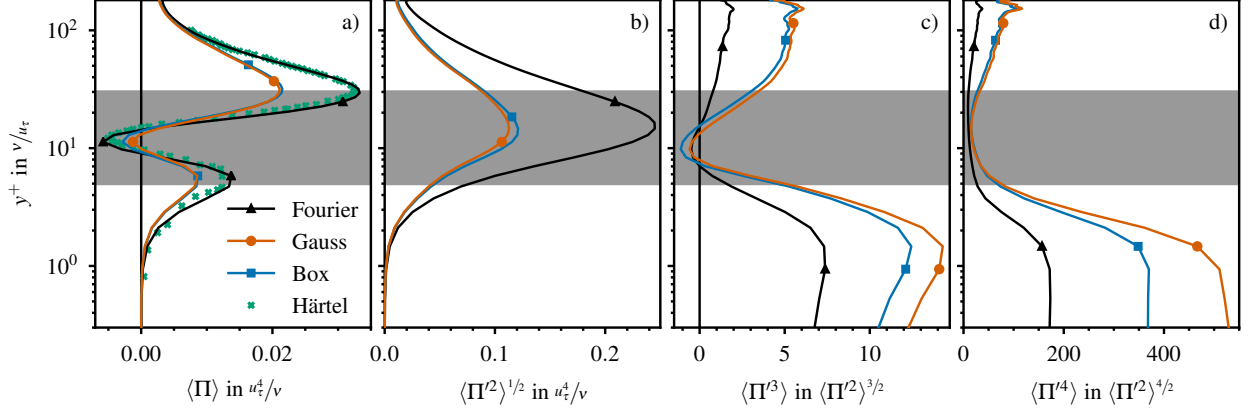 a)
b)
c)
d)
10²
10¹
10⁰
y⁺ in ν/u_τ
Fourier
Gauss
Box
Härtel
0.00 0.02
0.0 0.1 0.2
0 5 10
0 200 400
⟨Π⟩ in u_τ⁴/ν
⟨Π′²⟩^{1/2} in u_τ⁴/ν
⟨Π′³⟩ in ⟨Π′²⟩^{3/2}
⟨Π′⁴⟩ in ⟨Π′²⟩^{4/2}